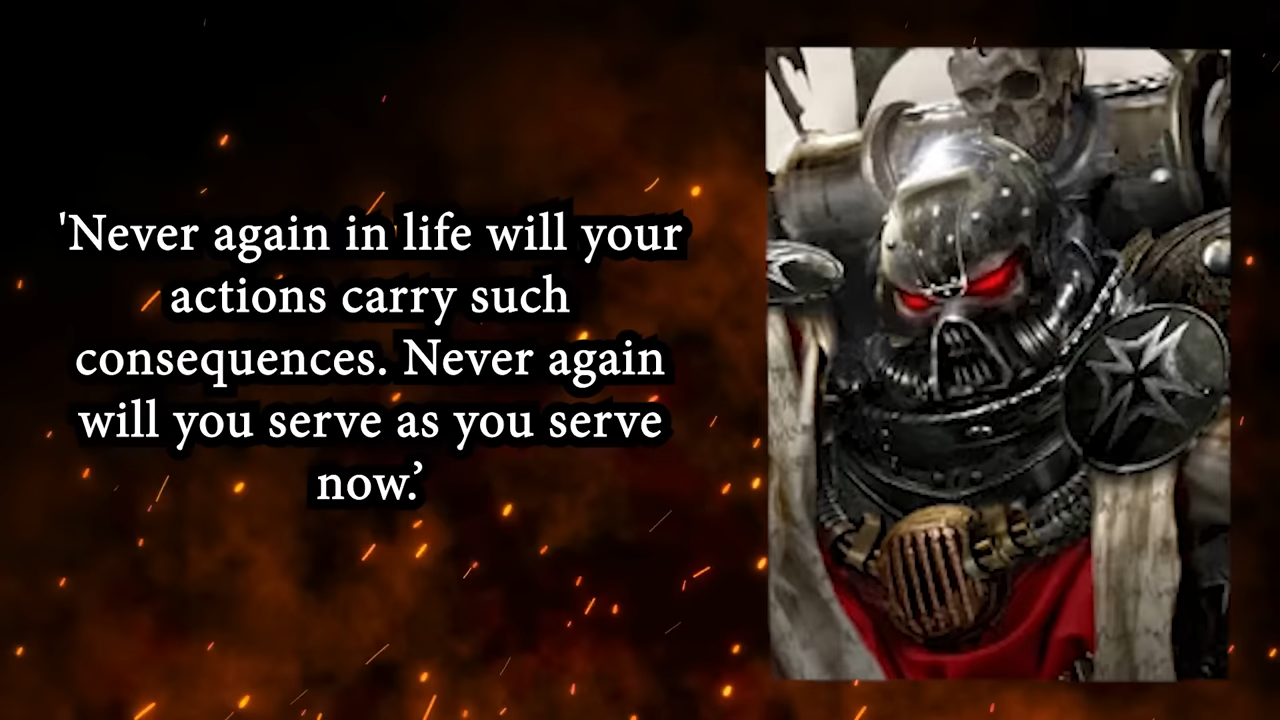 'Never again in life will your
actions carry such
consequences. Never again
will you serve as you serve
now.’